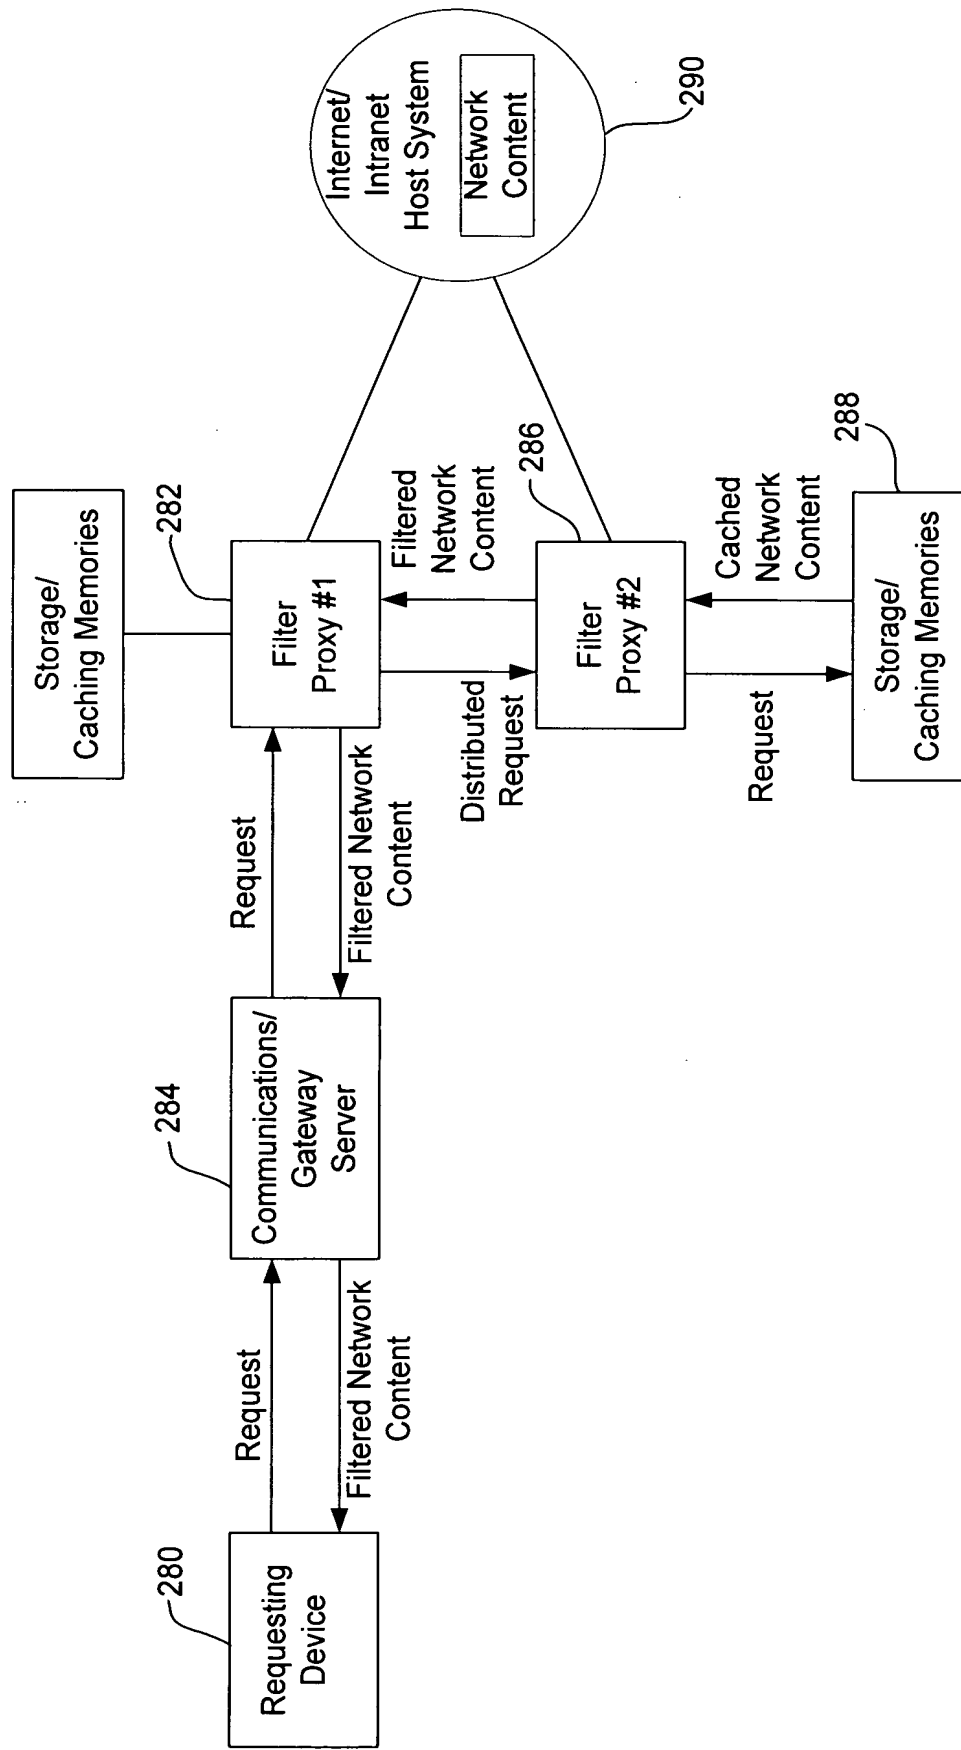 Storage/
Caching Memories
282
Filter
Proxy #1
Internet/
Intranet
Host System
Network
Content
290
280
Requesting
Device
Request
Filtered Network
Content
284
Communications/
Gateway
Server
Request
Filtered Network
Content
Distributed
Request
Filtered
Network
Content
286
Filter
Proxy #2
Request
Cached
Network
Content
288
Storage/
Caching Memories